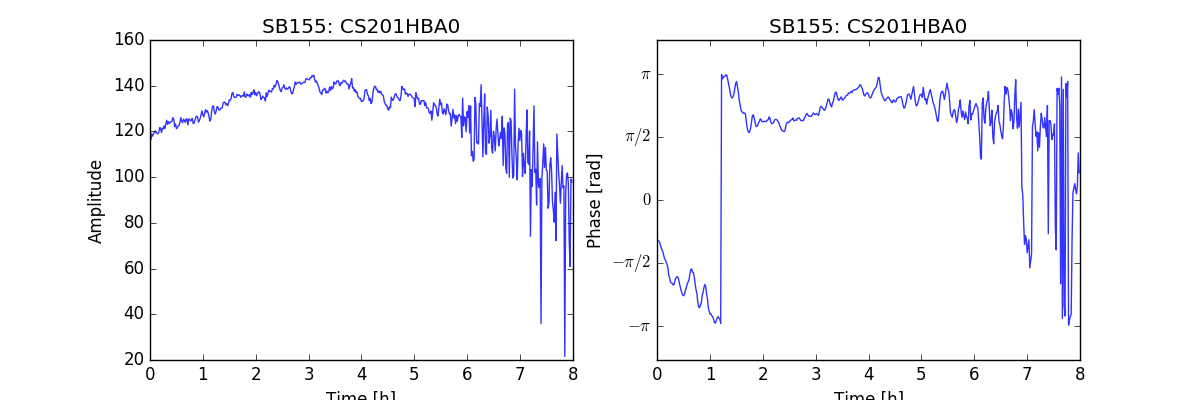 SB155: CS201HBA0
160
140
120
100
80
60
40
20
Amplitude
0 1 2 3 4 5 6 7 8
Time [h]
SB155: CS201HBA0
π
π/2
0
−π/2
−π
Phase [rad]
0 1 2 3 4 5 6 7 8
Time [h]